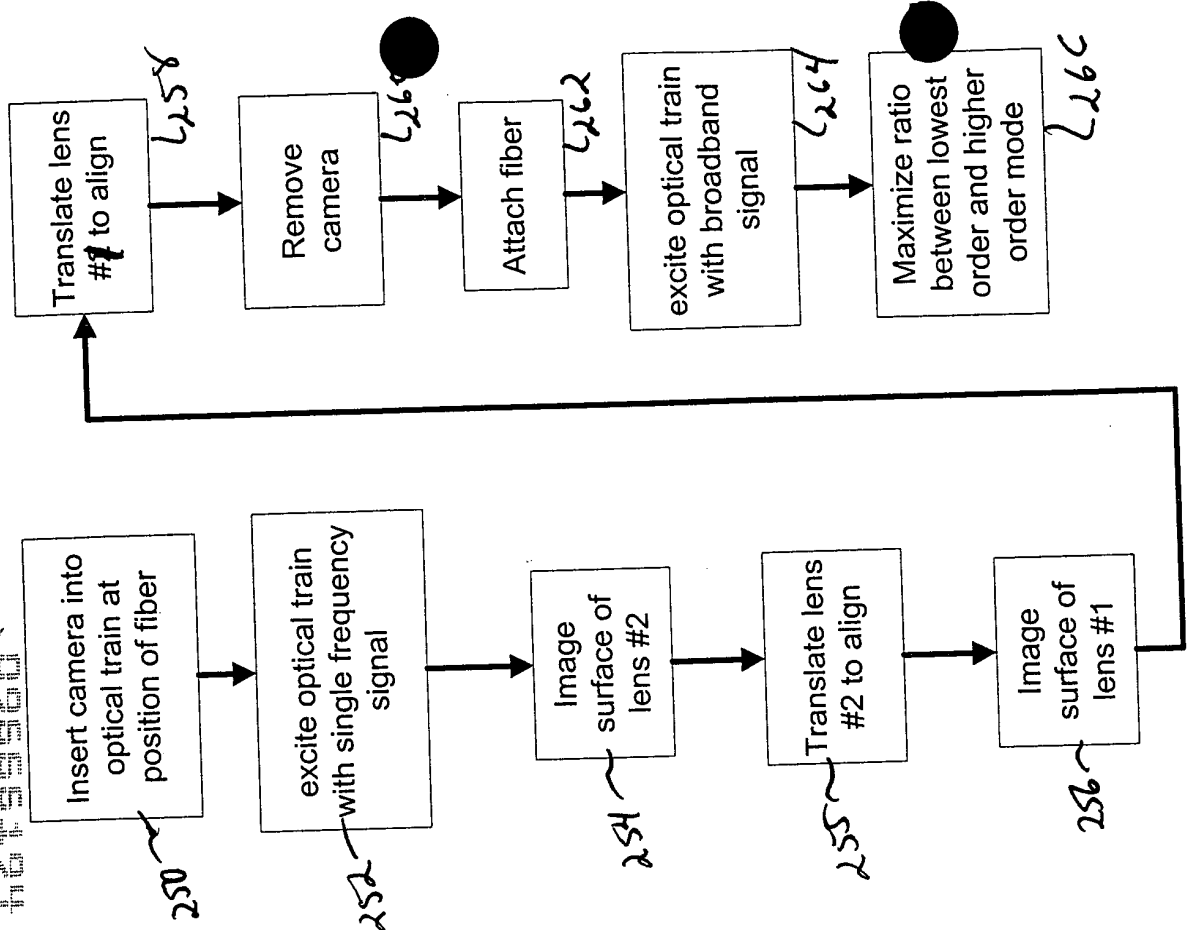 Insert camera into
optical train at
position of fiber
250
excite optical train
with single frequency
signal
252
Image
surface of
lens #2
254
Translate lens
#2 to align
255
Image
surface of
lens #1
256
Translate lens
#1 to align
258
Remove
camera
Attach fiber
262
excite optical train
with broadband
signal
264
Maximize ratio
between lowest
order and higher
order mode